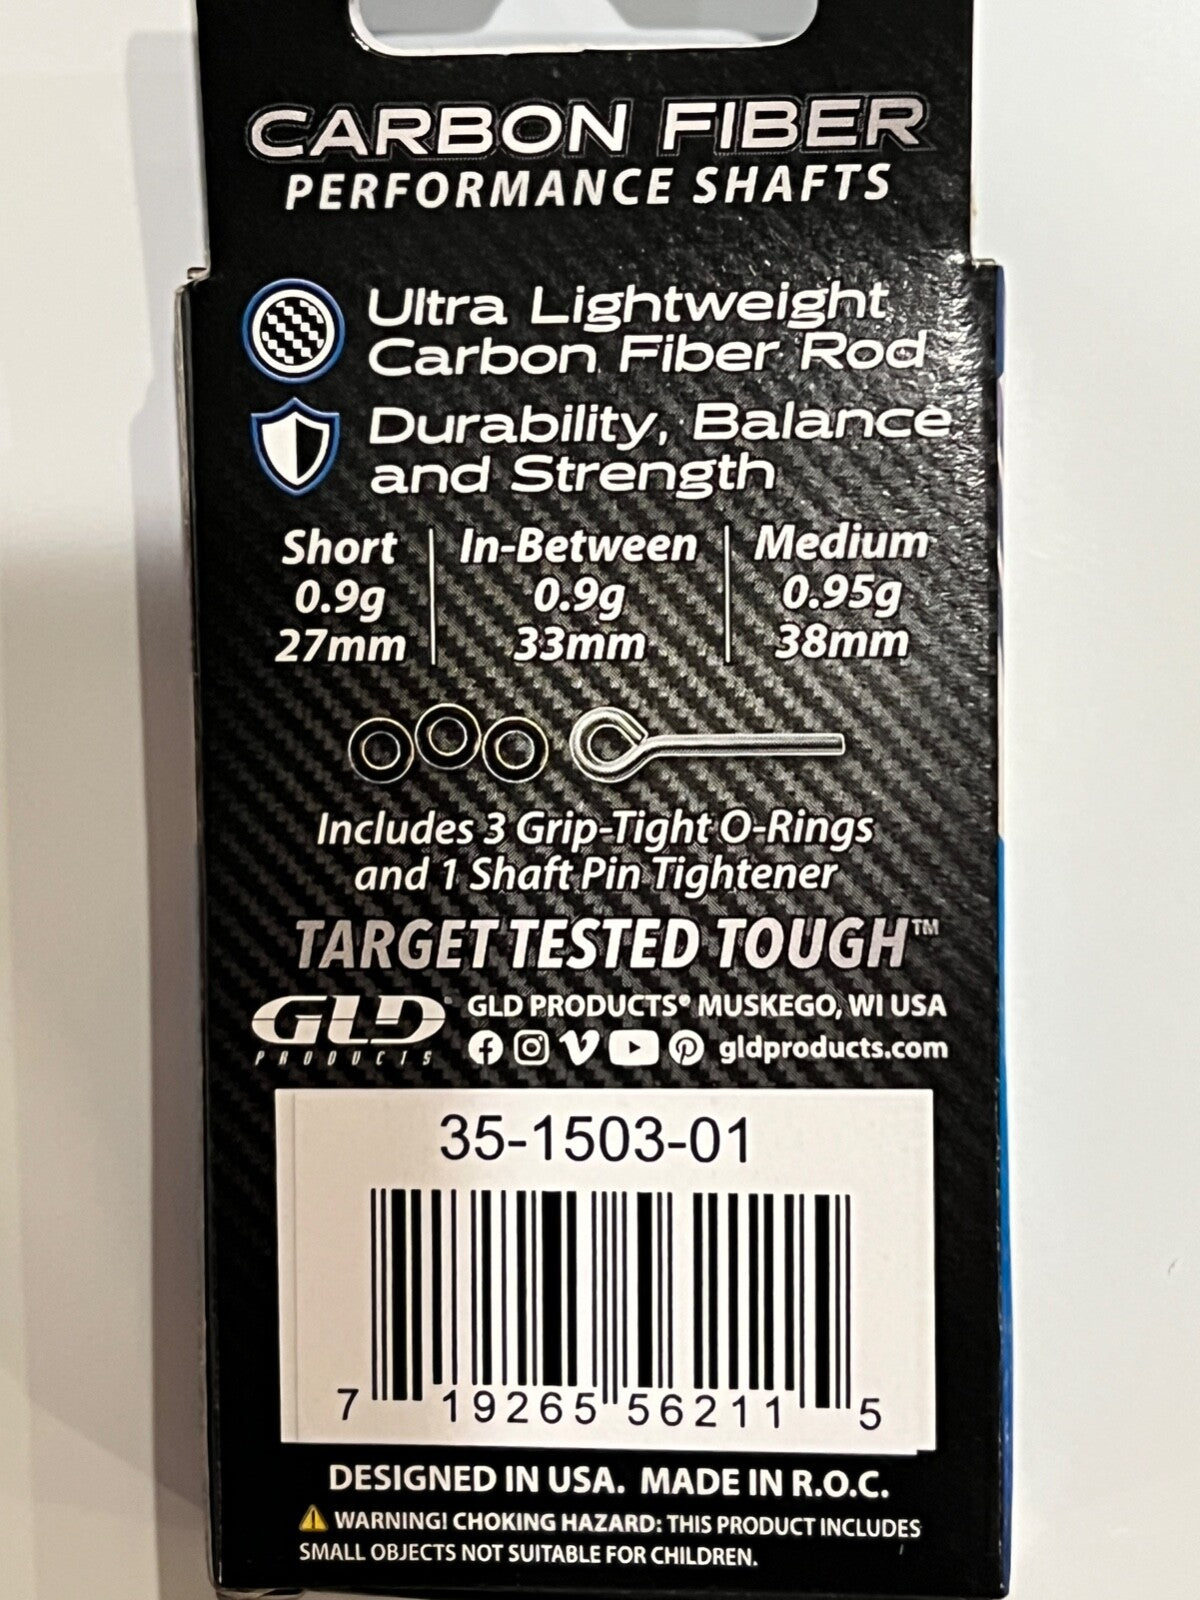 CARBON FIBER
PERFORMANCE SHAFTS
Ultra Lightweight
Carbon Fiber Rod
Durability, Balance
and Strength
Short | In-Between | Medium
0.9g | 0.9g | 0.95g
27mm | 33mm | 38mm
Includes 3 Grip-Tight O-Rings
and 1 Shaft Pin Tightener
TARGET TESTED TOUGH™
GLD PRODUCTS® MUSKEGO, WI USA
GLD®
PRODUCTS
gldproducts.com
35-1503-01
7 19265 56211 5
DESIGNED IN USA. MADE IN R.O.C.
⚠ WARNING! CHOKING HAZARD: THIS PRODUCT INCLUDES
SMALL OBJECTS NOT SUITABLE FOR CHILDREN.